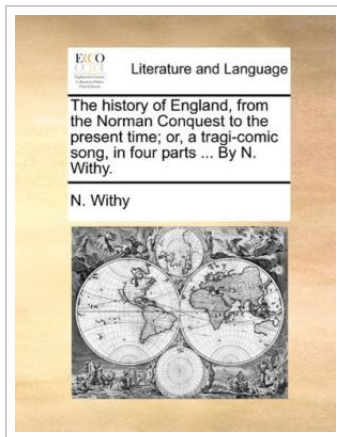 ECCO
Literature and Language
The history of England, from
the Norman Conquest to the
present time; or, a tragi-comic
song, in four parts ... By N.
Withy.
N. Withy